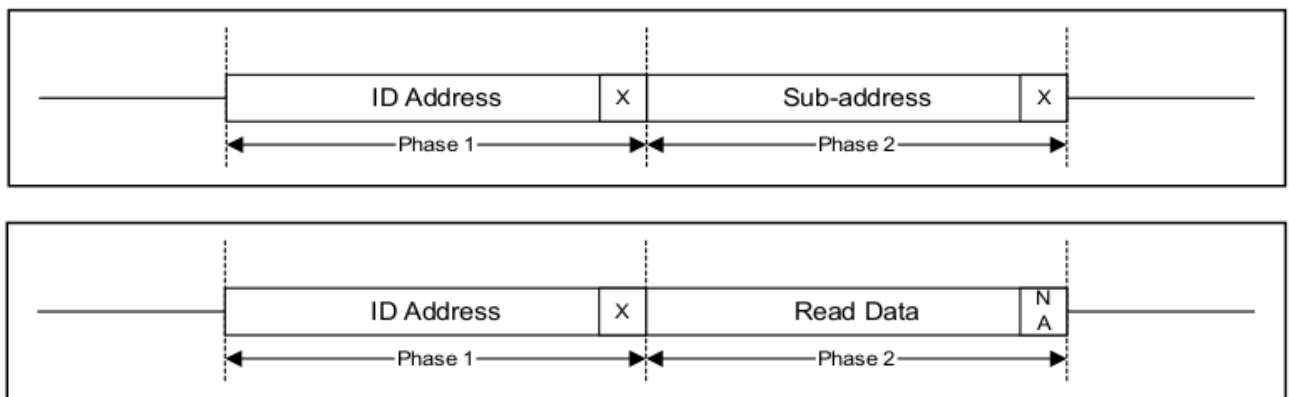 ID Address X Sub-address X
Phase 1 Phase 2
ID Address X Read Data N
A
Phase 1 Phase 2